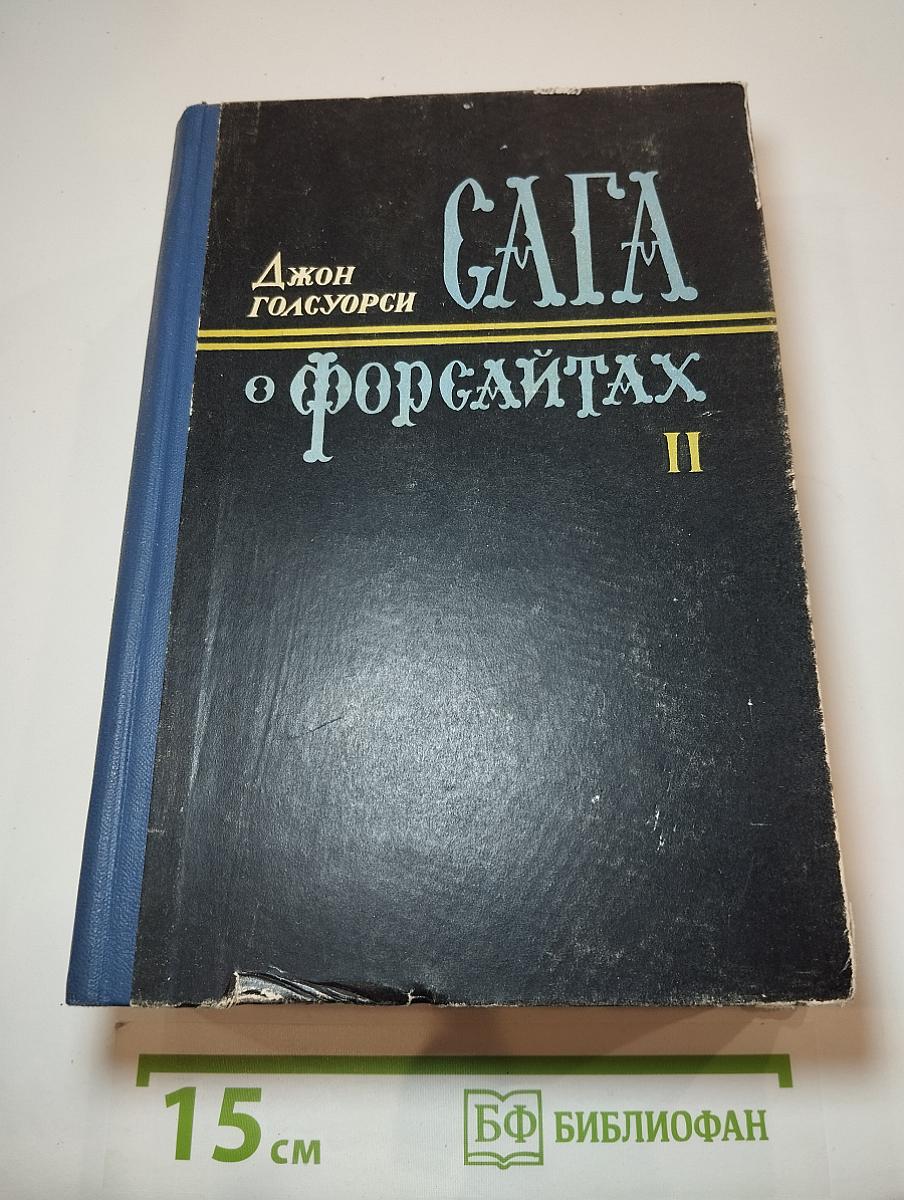 САГА
Джон
ГОЛСУОРСИ
о ФОРСАЙТАХ
II
15 см
БФ БИБЛИОФАН